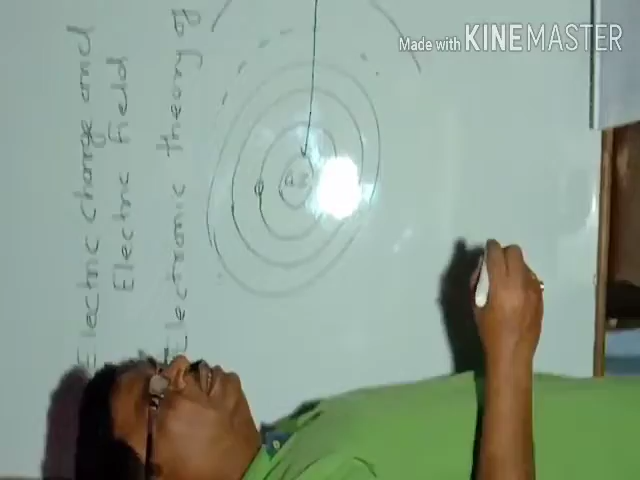 Electric charge and
Electric field
Electronic theory of
Made with KINEMASTER